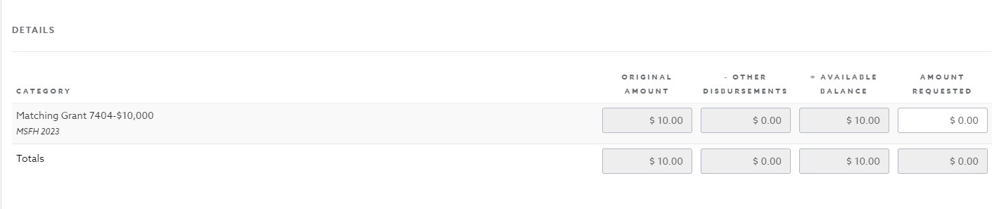 DETAILS
ORIGINAL - OTHER = AVAILABLE AMOUNT
CATEGORY AMOUNT DISBURSEMENTS BALANCE REQUESTED
Matching Grant 7404-$10,000 $ 10.00 $ 0.00 $ 10.00 $ 0.00
MSFH 2023
Totals $ 10.00 $ 0.00 $ 10.00 $ 0.00